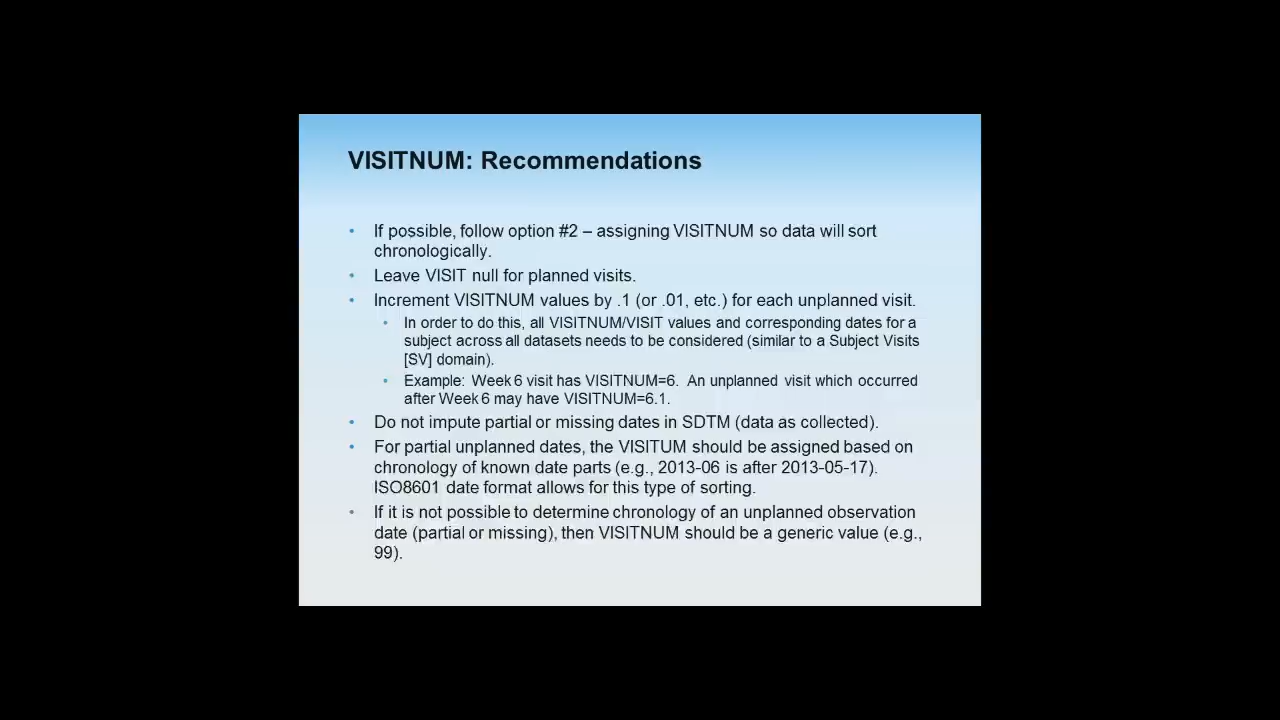 VISITNUM: Recommendations
• If possible, follow option #2 – assigning VISITNUM so data will sort
chronologically.
• Leave VISIT null for planned visits.
• Increment VISITNUM values by .1 (or .01, etc.) for each unplanned visit.
• In order to do this, all VISITNUM/VISIT values and corresponding dates for a
subject across all datasets needs to be considered (similar to a Subject Visits
[SV] domain).
• Example: Week 6 visit has VISITNUM=6. An unplanned visit which occurred
after Week 6 may have VISITNUM=6.1.
• Do not impute partial or missing dates in SDTM (data as collected).
• For partial unplanned dates, the VISITUM should be assigned based on
chronology of known date parts (e.g., 2013-06 is after 2013-05-17).
ISO8601 date format allows for this type of sorting.
• If it is not possible to determine chronology of an unplanned observation
date (partial or missing), then VISITNUM should be a generic value (e.g.,
99).